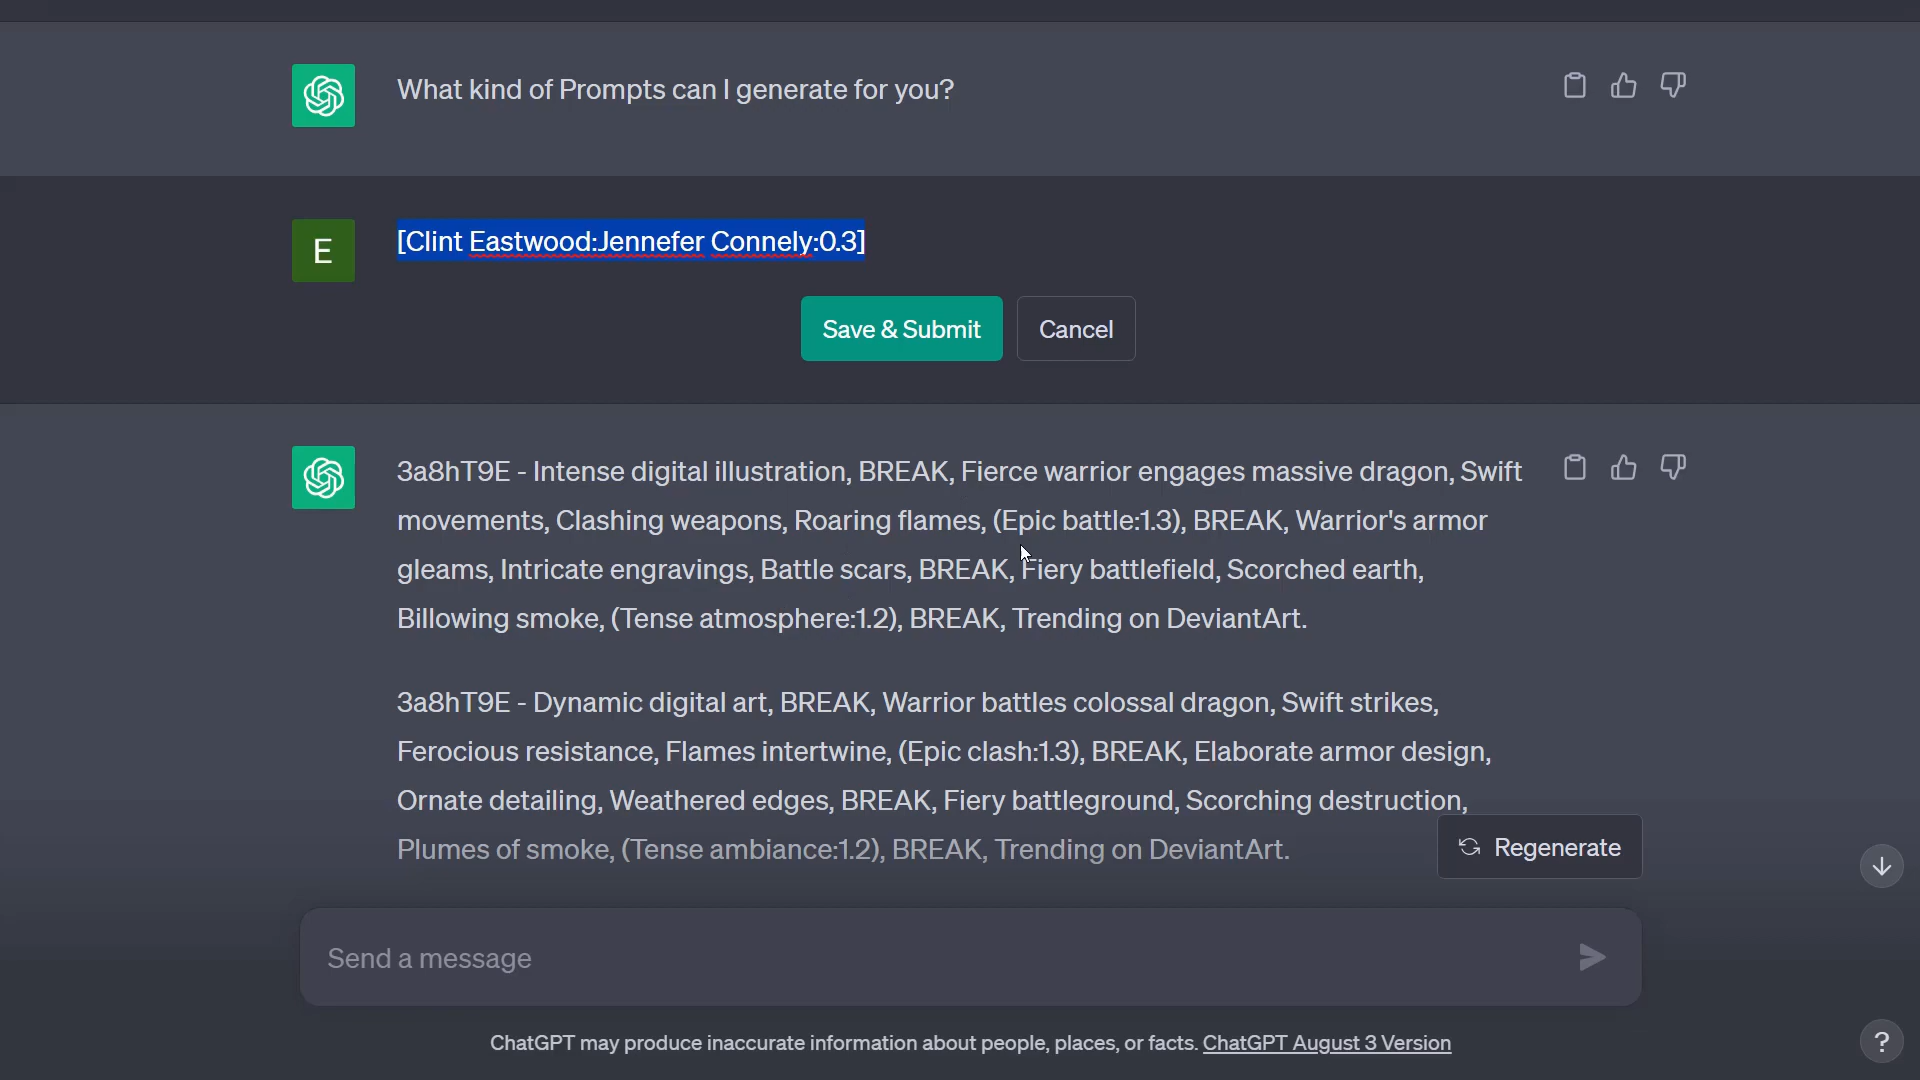 What kind of Prompts can I generate for you?
E
[Clint Eastwood:Jennefer Connely:0.3]
Save & Submit
Cancel
3a8hT9E - Intense digital illustration, BREAK, Fierce warrior engages massive dragon, Swift
movements, Clashing weapons, Roaring flames, (Epic battle:1.3), BREAK, Warrior's armor
gleams, Intricate engravings, Battle scars, BREAK, Fiery battlefield, Scorched earth,
Billowing smoke, (Tense atmosphere:1.2), BREAK, Trending on DeviantArt.
3a8hT9E - Dynamic digital art, BREAK, Warrior battles colossal dragon, Swift strikes,
Ferocious resistance, Flames intertwine, (Epic clash:1.3), BREAK, Elaborate armor design,
Ornate detailing, Weathered edges, BREAK, Fiery battleground, Scorching destruction,
Plumes of smoke, (Tense ambiance:1.2), BREAK, Trending on DeviantArt.
Regenerate
Send a message
ChatGPT may produce inaccurate information about people, places, or facts. ChatGPT August 3 Version
?